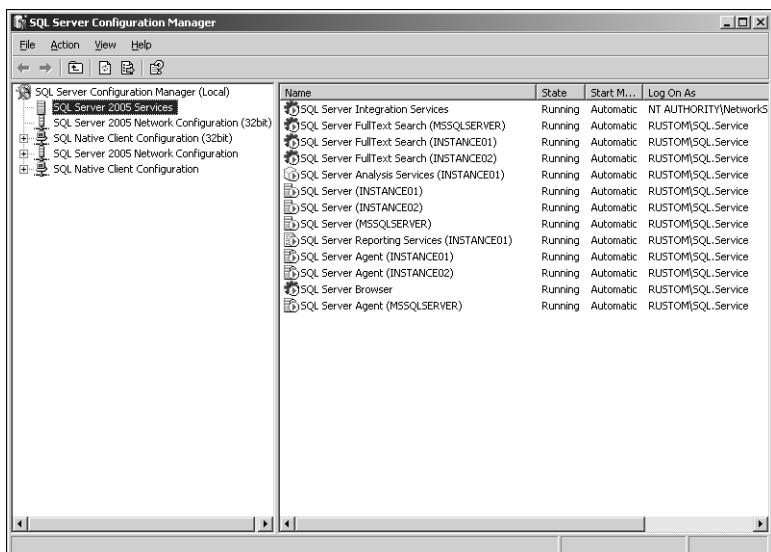 SQL Server Configuration Manager
File Action View Help
SQL Server Configuration Manager (Local)
SQL Server 2005 Services
SQL Server 2005 Network Configuration (32bit)
SQL Native Client Configuration (32bit)
SQL Server 2005 Network Configuration
SQL Native Client Configuration
Name State Start M... Log On As
SQL Server Integration Services Running Automatic NT AUTHORITY\NetworkS
SQL Server FullText Search (MSSQLSERVER) Running Automatic RUSTOM\SQL.Service
SQL Server FullText Search (INSTANCE01) Running Automatic RUSTOM\SQL.Service
SQL Server FullText Search (INSTANCE02) Running Automatic RUSTOM\SQL.Service
SQL Server Analysis Services (INSTANCE01) Running Automatic RUSTOM\SQL.Service
SQL Server (INSTANCE01) Running Automatic RUSTOM\SQL.Service
SQL Server (INSTANCE02) Running Automatic RUSTOM\SQL.Service
SQL Server (MSSQLSERVER) Running Automatic RUSTOM\SQL.Service
SQL Server Reporting Services (INSTANCE01) Running Automatic RUSTOM\SQL.Service
SQL Server Agent (INSTANCE01) Running Automatic RUSTOM\SQL.Service
SQL Server Agent (INSTANCE02) Running Automatic RUSTOM\SQL.Service
SQL Server Browser Running Automatic RUSTOM\SQL.Service
SQL Server Agent (MSSQLSERVER) Running Automatic RUSTOM\SQL.Service